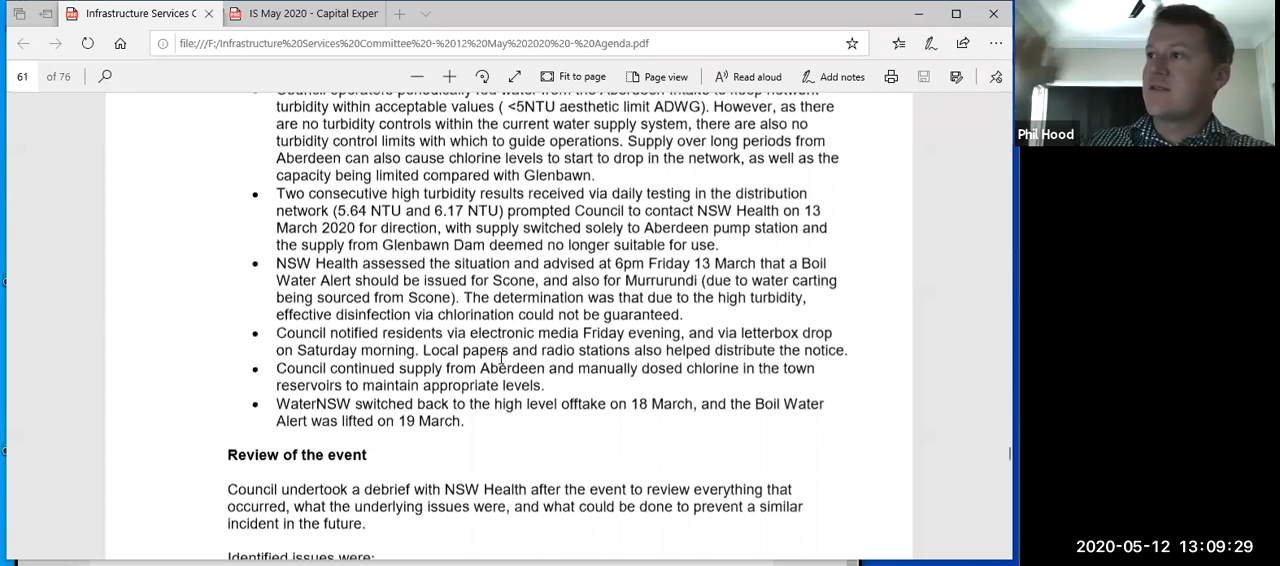 Infrastructure Services C
IS May 2020 - Capital Exper
file:///F:/Infrastructure%20Services%20Committee%20-%2012%20May%202020%20-%20Agenda.pdf
61 of 76
Fit to page
Page view
Read aloud
Add notes
Council operators periodically fed water from the Aberdeen intake to keep network
turbidity within acceptable values ( <5NTU aesthetic limit ADWG). However, as there
are no turbidity controls within the current water supply system, there are also no
turbidity control limits with which to guide operations. Supply over long periods from
Aberdeen can also cause chlorine levels to start to drop in the network, as well as the
capacity being limited compared with Glenbawn.
• Two consecutive high turbidity results received via daily testing in the distribution
network (5.64 NTU and 6.17 NTU) prompted Council to contact NSW Health on 13
March 2020 for direction, with supply switched solely to Aberdeen pump station and
the supply from Glenbawn Dam deemed no longer suitable for use.
• NSW Health assessed the situation and advised at 6pm Friday 13 March that a Boil
Water Alert should be issued for Scone, and also for Murrurundi (due to water carting
being sourced from Scone). The determination was that due to the high turbidity,
effective disinfection via chlorination could not be guaranteed.
• Council notified residents via electronic media Friday evening, and via letterbox drop
on Saturday morning. Local papers and radio stations also helped distribute the notice.
• Council continued supply from Aberdeen and manually dosed chlorine in the town
reservoirs to maintain appropriate levels.
• WaterNSW switched back to the high level offtake on 18 March, and the Boil Water
Alert was lifted on 19 March.
Review of the event
Council undertook a debrief with NSW Health after the event to review everything that
occurred, what the underlying issues were, and what could be done to prevent a similar
incident in the future.
Identified issues were:
Phil Hood
2020-05-12 13:09:29